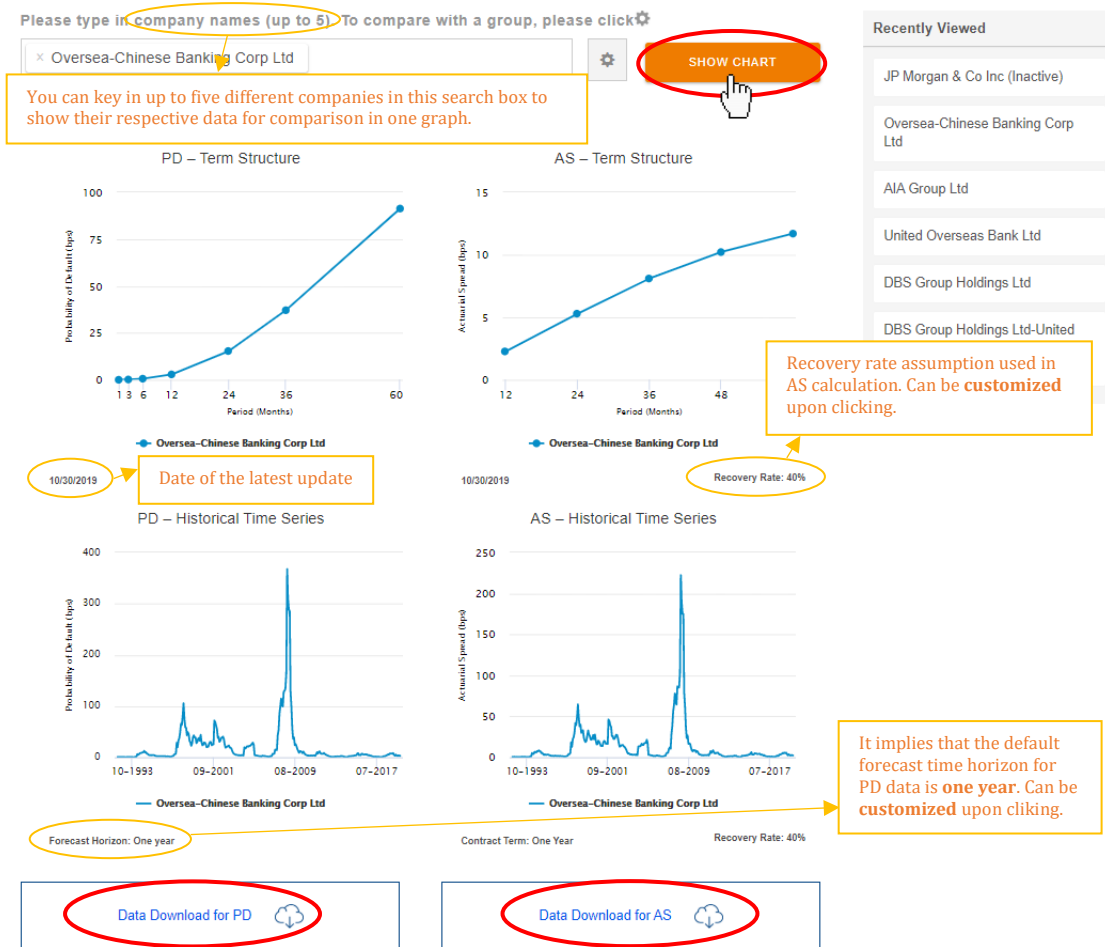 Please type in company names (up to 5). To compare with a group, please click
× Oversea-Chinese Banking Corp Ltd
SHOW CHART
You can key in up to five different companies in this search box to
show their respective data for comparison in one graph.
Recently Viewed
JP Morgan & Co Inc (Inactive)
Oversea-Chinese Banking Corp
Ltd
AIA Group Ltd
United Overseas Bank Ltd
DBS Group Holdings Ltd
DBS Group Holdings Ltd-United
PD – Term Structure
100
75
50
25
0
Probability of Default (bps)
1 3 6 12 24 36 60
Period (Months)
Oversea-Chinese Banking Corp Ltd
10/30/2019
Date of the latest update
AS – Term Structure
15
10
5
0
Actuarial Spread (bps)
12 24 36 48
Period (Months)
Oversea-Chinese Banking Corp Ltd
10/30/2019
Recovery Rate: 40%
Recovery rate assumption used in
AS calculation. Can be customized
upon clicking.
PD – Historical Time Series
400
300
200
100
0
Probability of Default (bps)
10-1993 09-2001 08-2009 07-2017
Oversea-Chinese Banking Corp Ltd
Forecast Horizon: One year
AS – Historical Time Series
250
200
150
100
50
0
Actuarial Spread (bps)
10-1993 09-2001 08-2009 07-2017
Oversea-Chinese Banking Corp Ltd
Contract Term: One Year
Recovery Rate: 40%
It implies that the default
forecast time horizon for
PD data is one year. Can be
customized upon cliking.
Data Download for PD
Data Download for AS